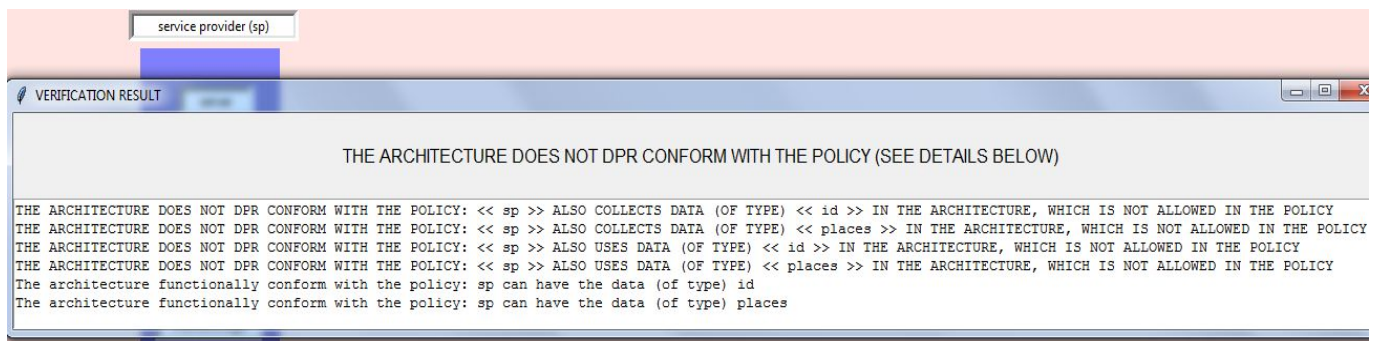 service provider (sp)
VERIFICATION RESULT
THE ARCHITECTURE DOES NOT DPR CONFORM WITH THE POLICY (SEE DETAILS BELOW)
THE ARCHITECTURE DOES NOT DPR CONFORM WITH THE POLICY: << sp >> ALSO COLLECTS DATA (OF TYPE) << id >> IN THE ARCHITECTURE, WHICH IS NOT ALLOWED IN THE POLICY
THE ARCHITECTURE DOES NOT DPR CONFORM WITH THE POLICY: << sp >> ALSO COLLECTS DATA (OF TYPE) << places >> IN THE ARCHITECTURE, WHICH IS NOT ALLOWED IN THE POLICY
THE ARCHITECTURE DOES NOT DPR CONFORM WITH THE POLICY: << sp >> ALSO USES DATA (OF TYPE) << id >> IN THE ARCHITECTURE, WHICH IS NOT ALLOWED IN THE POLICY
THE ARCHITECTURE DOES NOT DPR CONFORM WITH THE POLICY: << sp >> ALSO USES DATA (OF TYPE) << places >> IN THE ARCHITECTURE, WHICH IS NOT ALLOWED IN THE POLICY
The architecture functionally conform with the policy: sp can have the data (of type) id
The architecture functionally conform with the policy: sp can have the data (of type) places